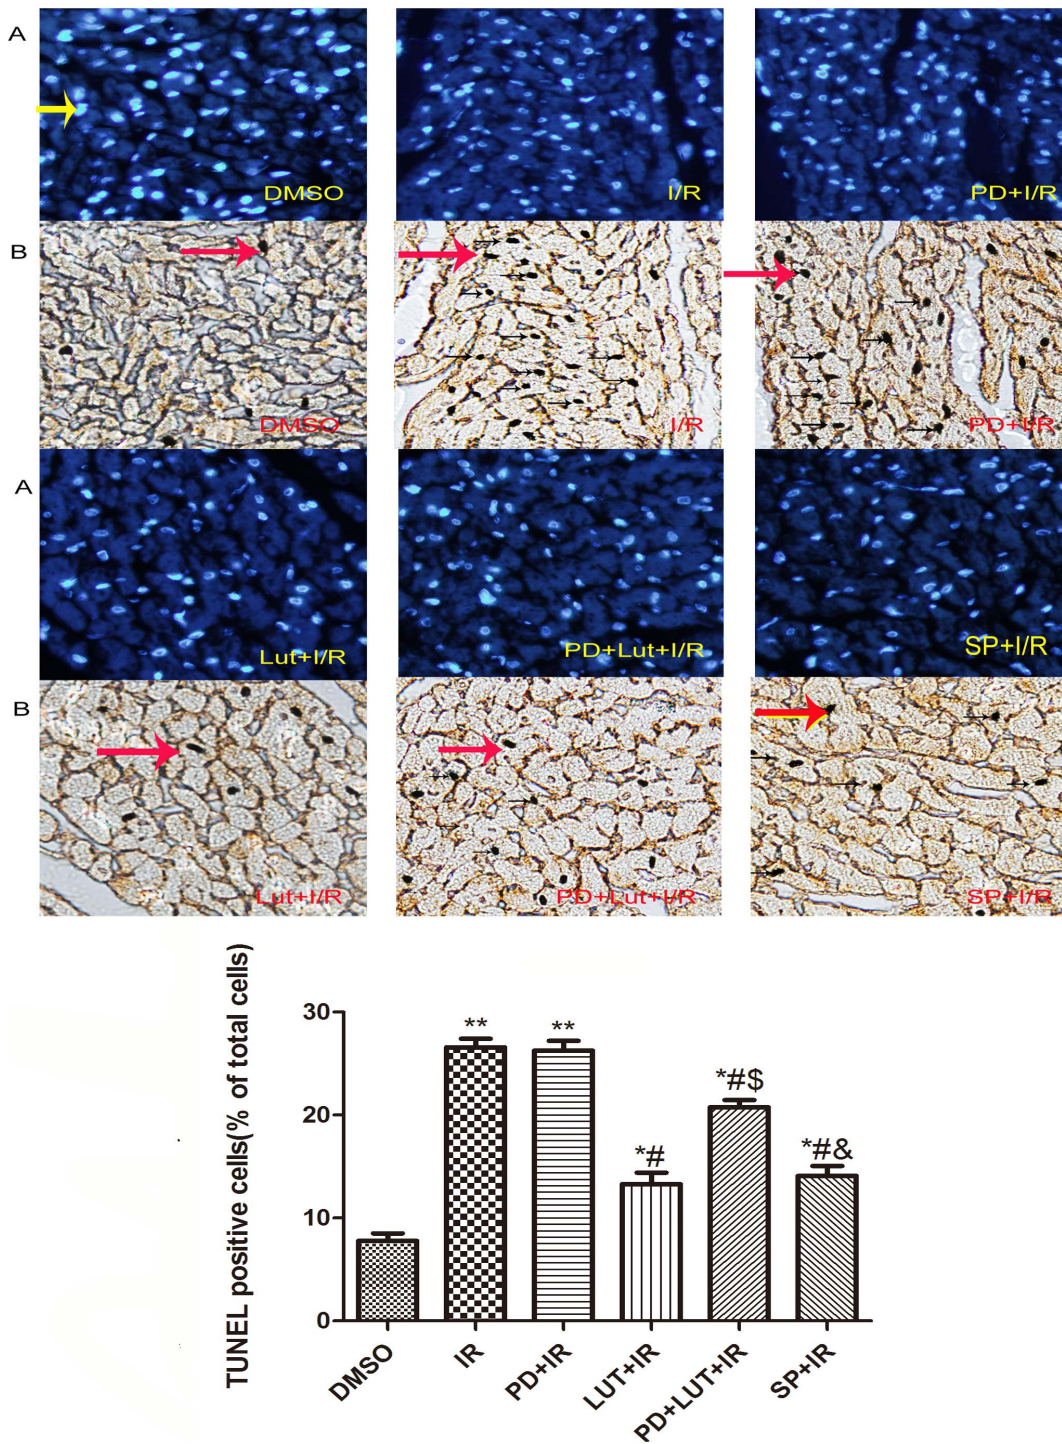 A
DMSO
I/R
PD+I/R
B
DMSO
I/R
PD+I/R
A
Lut+I/R
PD+Lut+I/R
SP+I/R
B
Lut+I/R
PD+Lut+I/R
SP+I/R
TUNEL positive cells(% of total cells)
30
20
10
0
**
**
*#
*#$
*#&
DMSO
IR
PD+IR
LUT+IR
PD+LUT+IR
SP+IR